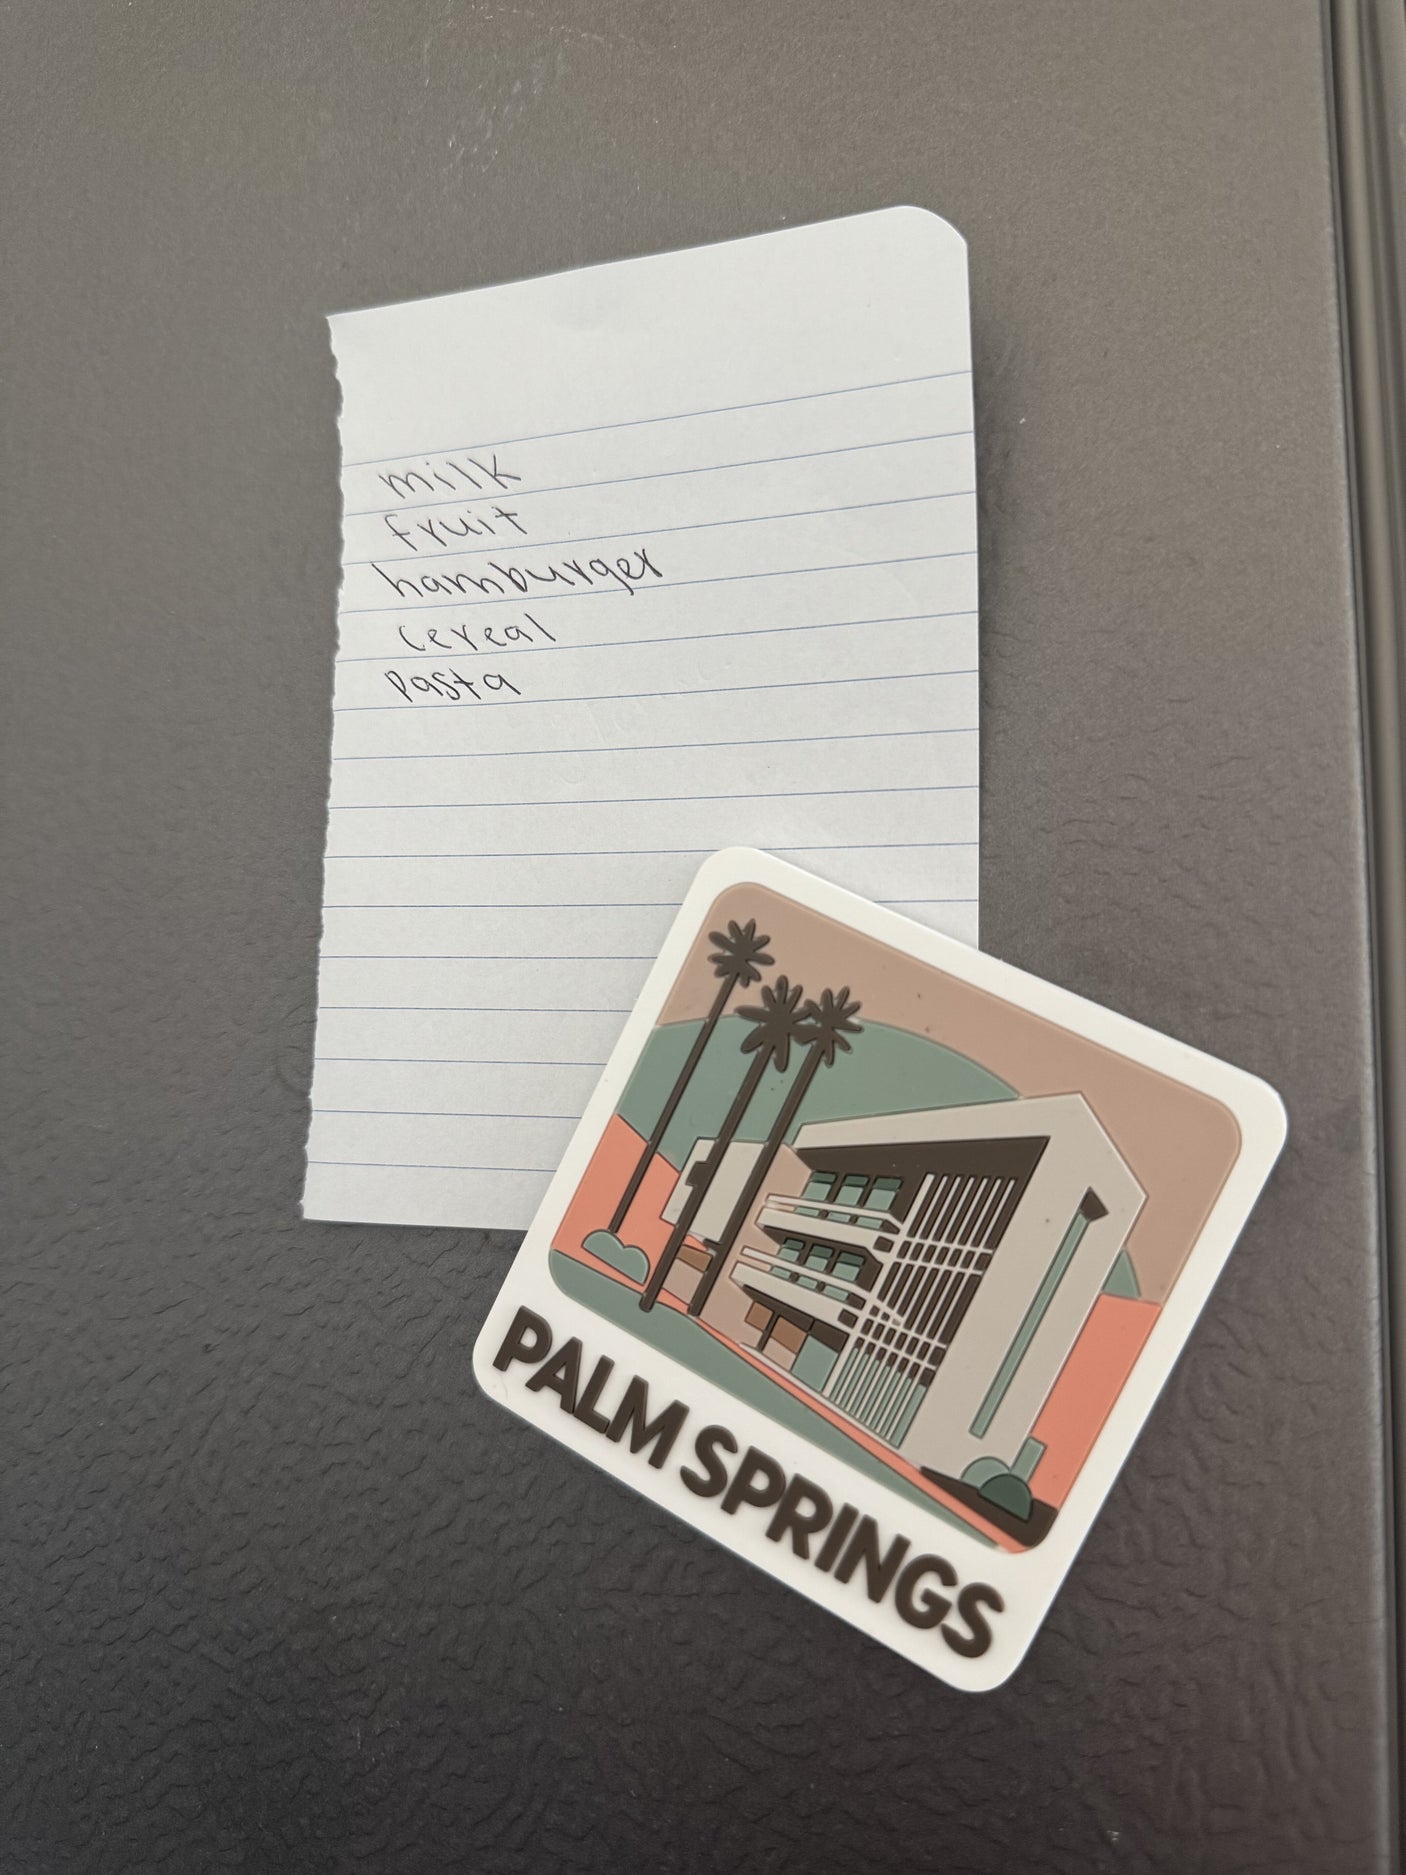 milk
fruit
hamburger
cereal
pasta
PALM SPRINGS